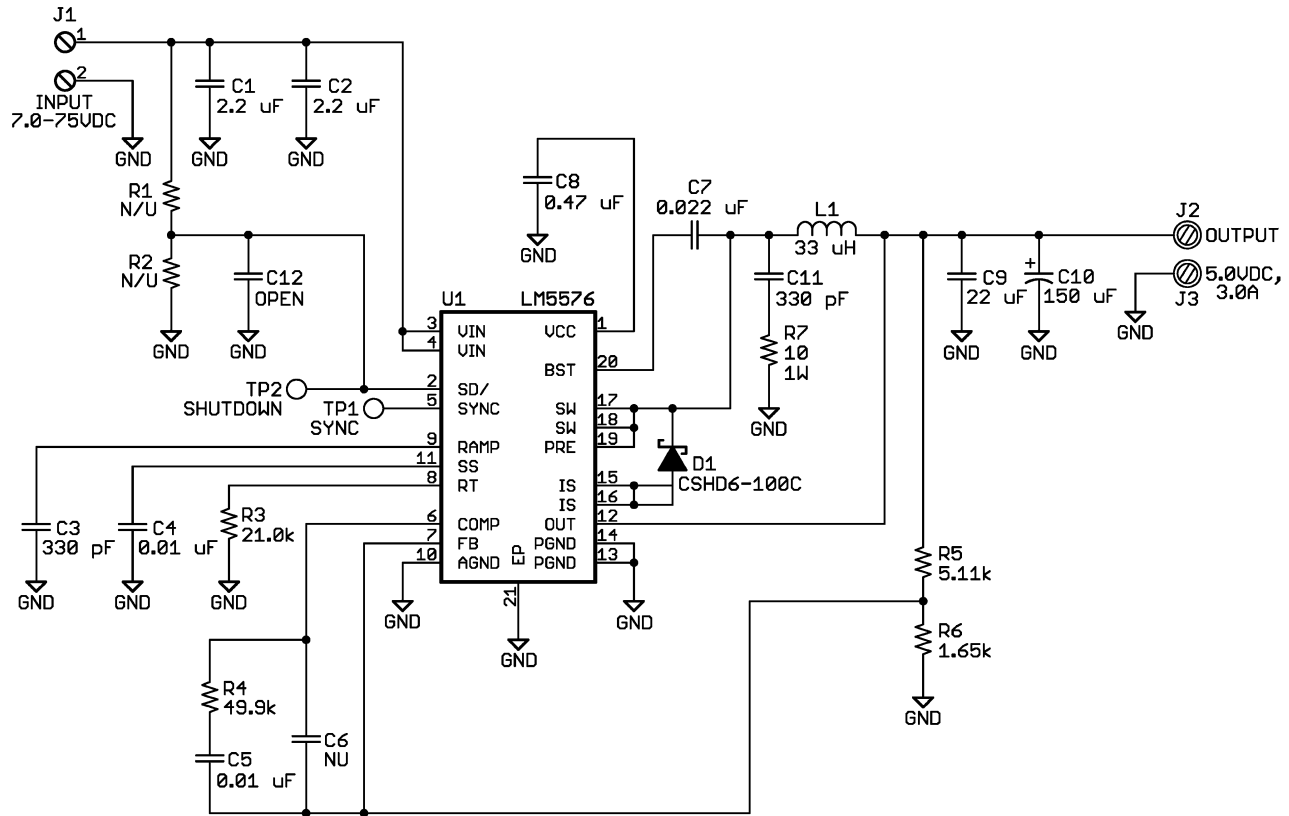 J1
1
2
INPUT
7.0-75VDC
GND
C1
2.2 uF
GND
C2
2.2 uF
GND
R1
N/U
R2
N/U
GND
C12
OPEN
GND
C8
0.47 uF
GND
C7
0.022 uF
L1
33 uH
C11
330 pF
R7
10
1W
GND
C9
22 uF
GND
C10
+
150 uF
GND
J2
OUTPUT
5.0VDC,
3.0A
J3
GND
U1
LM5576
3
VIN
4
VIN
2
SD/
5
SYNC
9
RAMP
11
SS
8
RT
6
COMP
7
FB
10
AGND
EP
21
VCC
1
BST
20
SW
17
SW
18
PRE
19
IS
15
IS
16
OUT
12
PGND
14
PGND
13
TP2
SHUTDOWN
TP1
SYNC
D1
CSHD6-100C
C3
330 pF
GND
C4
0.01 uF
GND
R3
21.0k
GND
GND
GND
GND
R5
5.11k
R6
1.65k
GND
R4
49.9k
C5
0.01 uF
C6
NU